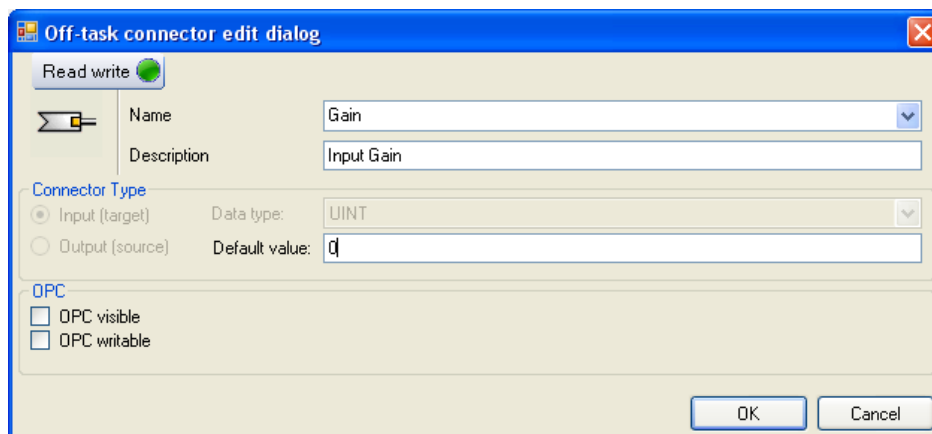 Off-task connector edit dialog
Read write
Name
Gain
Description
Input Gain
Connector Type
Input (target)
Data type:
UINT
Output (source)
Default value:
0
OPC
OPC visible
OPC writable
OK
Cancel